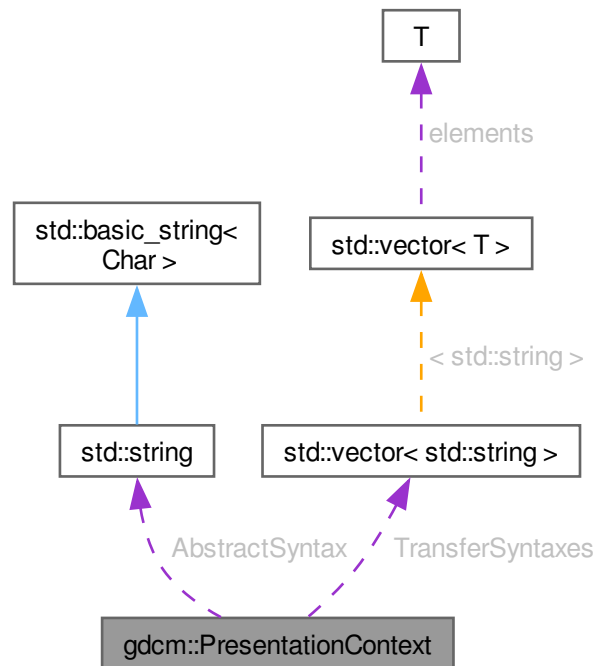 T
elements
std::basic_string<
Char >
std::vector< T >
< std::string >
std::string
std::vector< std::string >
AbstractSyntax
TransferSyntaxes
gdcm::PresentationContext